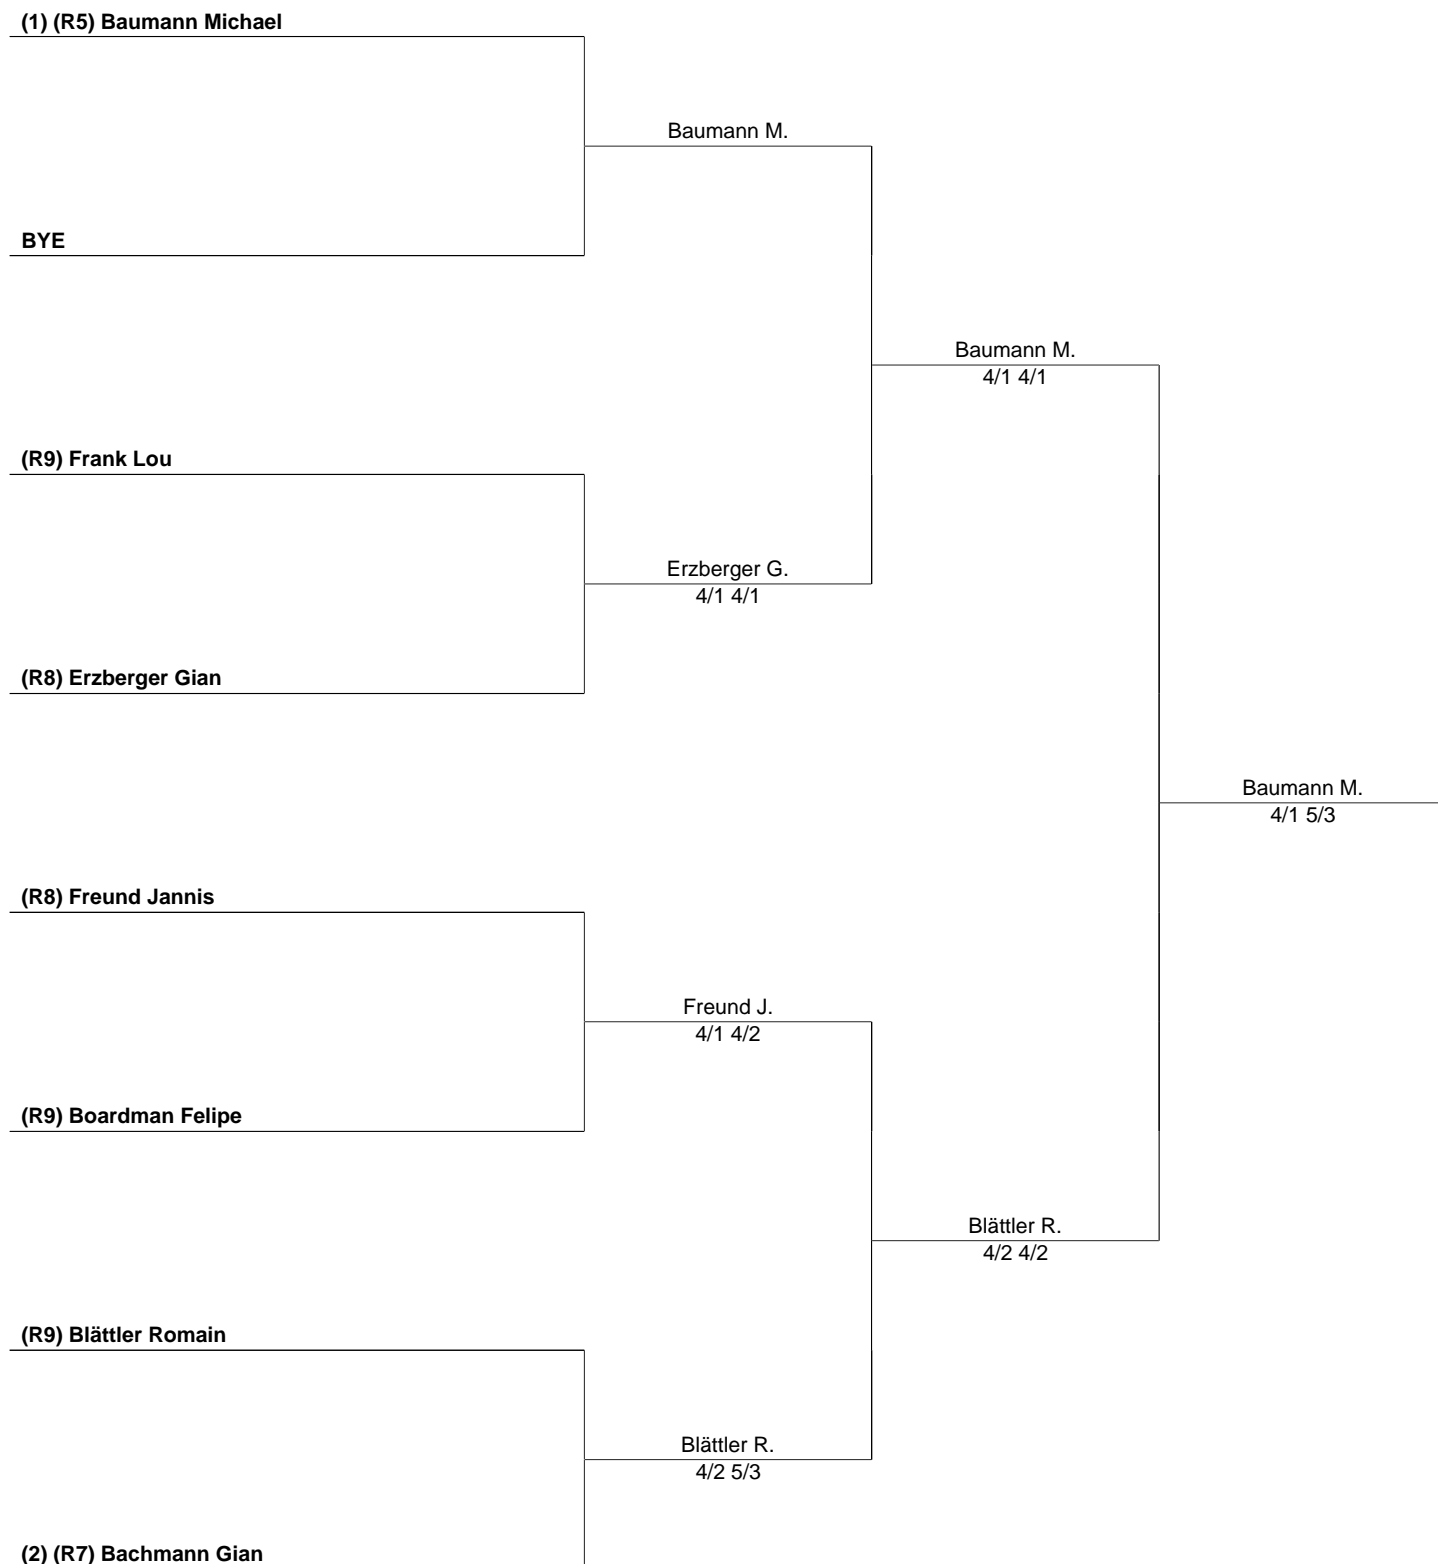 (1) (R5) Baumann Michael
Baumann M.
BYE
Baumann M.
4/1 4/1
(R9) Frank Lou
Erzberger G.
4/1 4/1
(R8) Erzberger Gian
Baumann M.
4/1 5/3
(R8) Freund Jannis
Freund J.
4/1 4/2
(R9) Boardman Felipe
Blättler R.
4/2 4/2
(R9) Blättler Romain
Blättler R.
4/2 5/3
(2) (R7) Bachmann Gian